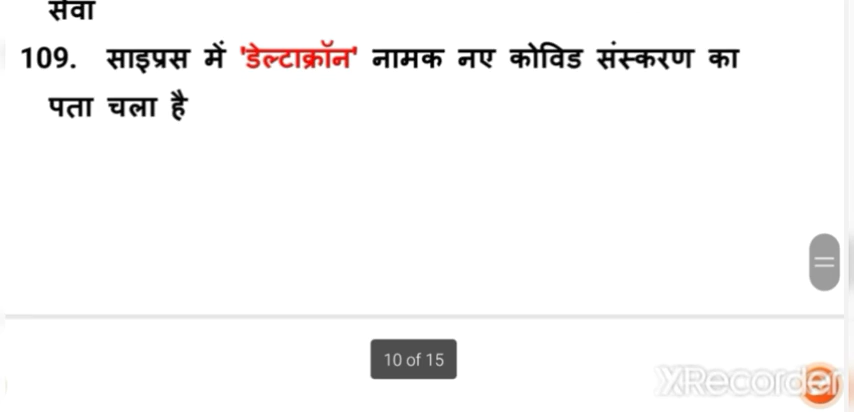 सेवा
109. साइप्रस में 'डेल्टाक्रॉन' नामक नए कोविड संस्करण का
पता चला है
10 of 15
XRecorder